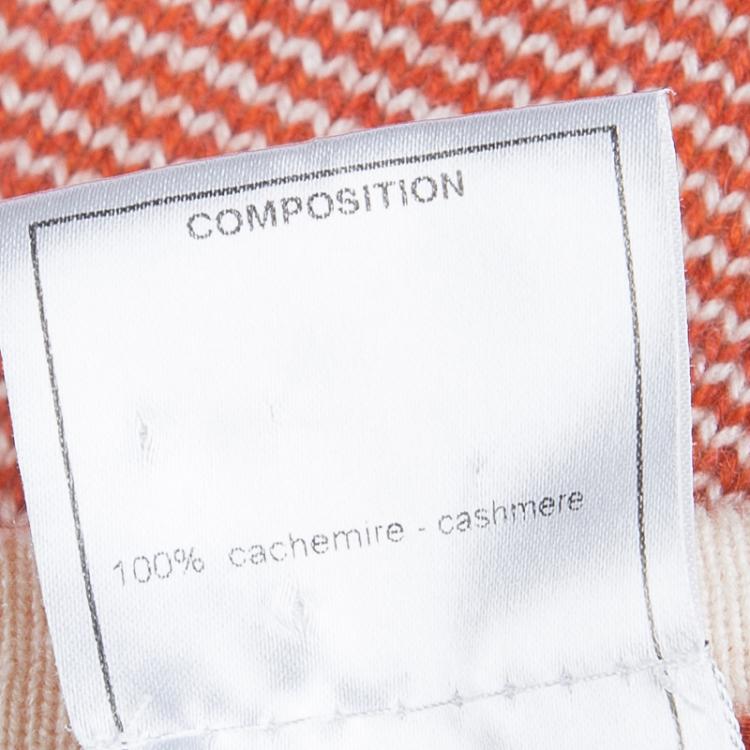 COMPOSITION
100% cachemire - cashmere